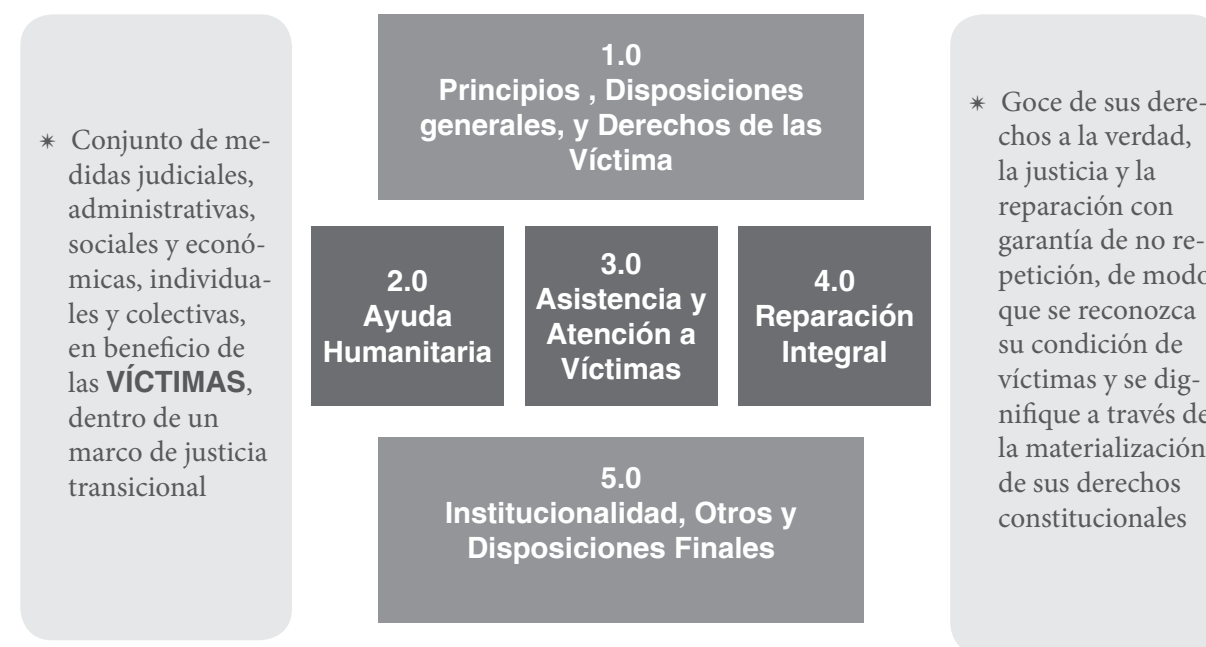 ✴ Conjunto de me-
didas judiciales,
administrativas,
sociales y econó-
micas, individua-
les y colectivas,
en beneficio de
las VÍCTIMAS,
dentro de un
marco de justicia
transicional
1.0
Principios , Disposiciones
generales, y Derechos de las
Víctima
2.0
Ayuda
Humanitaria
3.0
Asistencia y
Atención a
Víctimas
4.0
Reparación
Integral
5.0
Institucionalidad, Otros y
Disposiciones Finales
✴ Goce de sus dere-
chos a la verdad,
la justicia y la
reparación con
garantía de no re-
petición, de modo
que se reconozca
su condición de
víctimas y se dig-
nifique a través de
la materialización
de sus derechos
constitucionales